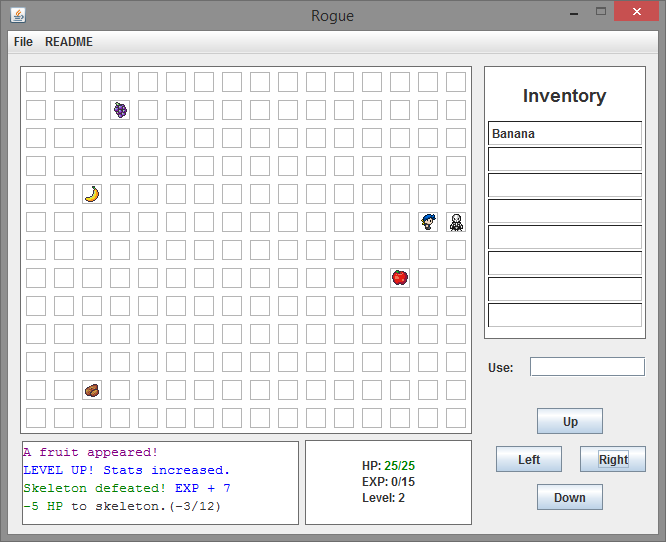 Rogue
File README
Inventory
Banana
Use:
Up
Left Right
Down
A fruit appeared!
LEVEL UP! Stats increased.
Skeleton defeated! EXP + 7
-5 HP to skeleton.(-3/12)
HP: 25/25
EXP: 0/15
Level: 2